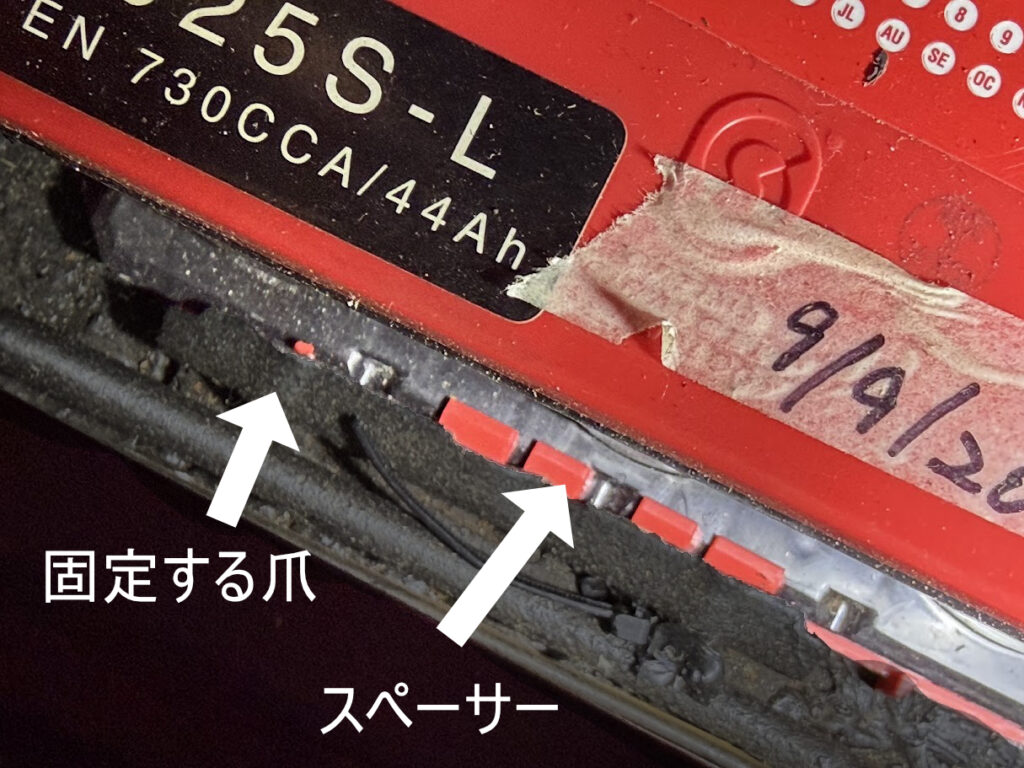 25S-L
EN 730CCA/44Ah
8 9
JL AU SE OC
9/9/20
固定する爪
スペーサー